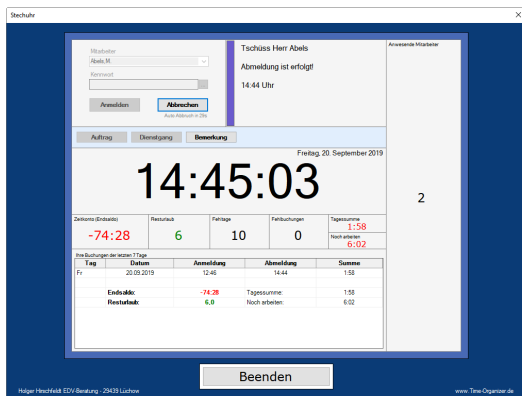 Stechuhr
Mitarbeiter
Abels,M.
Kennwort
Anmelden
Abbrechen
Auto Abbruch in 29s
Tschüss Herr Abels
Abmeldung ist erfolgt!
14:44 Uhr
Anwesende Mitarbeiter
2
Auftrag
Dienstgang
Bemerkung
Freitag, 20. September 2019
14:45:03
Zeitkonto (Endsaldo)
-74:28
Resturlaub
6
Fehltage
10
Fehlbuchungen
0
Tagessumme
1:58
Noch arbeiten
6:02
Ihre Buchungen der letzten 7 Tage
Tag Datum Anmeldung Abmeldung Summe
Fr 20.09.2019 12:46 14:44 1:58
Endsaldo: -74:28 Tagessumme: 1:58
Resturlaub: 6,0 Noch arbeiten: 6:02
Beenden
Holger Hirschfeldt EDV-Beratung - 29439 Lüchow
www.Time-Organizer.de